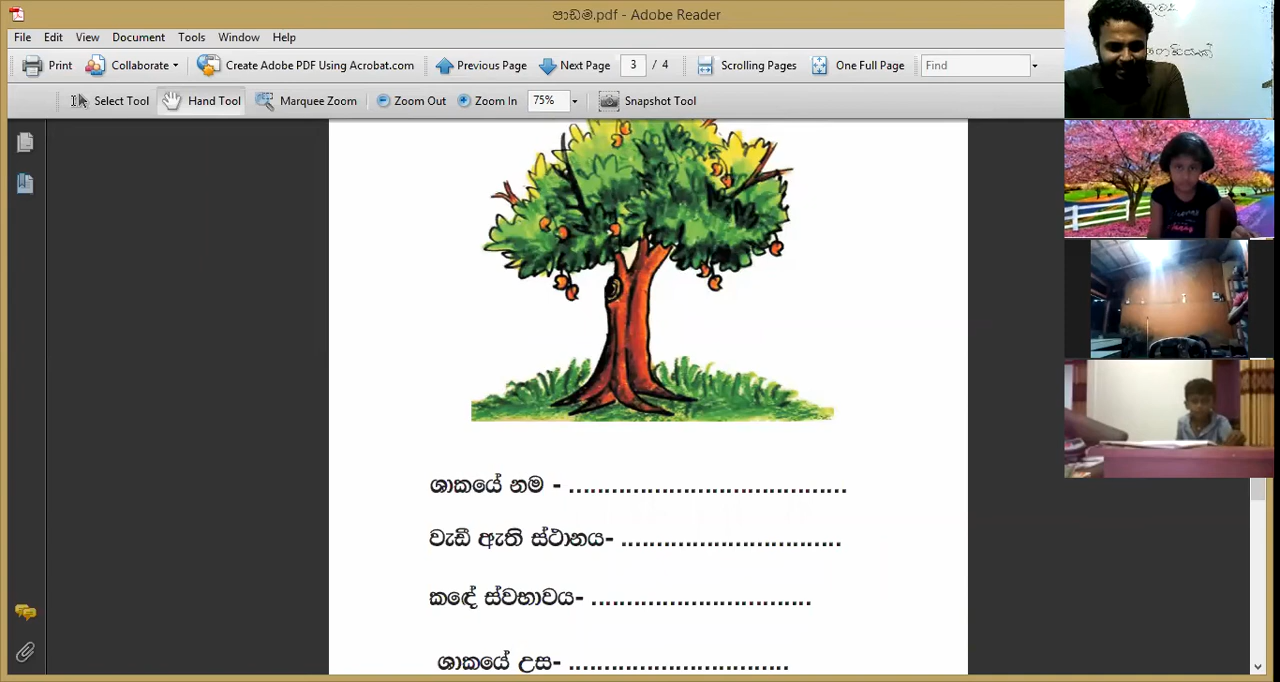 පාඩම.pdf - Adobe Reader
File Edit View Document Tools Window Help
Print Collaborate Create Adobe PDF Using Acrobat.com Previous Page Next Page 3 / 4 Scrolling Pages One Full Page Find
Select Tool Hand Tool Marquee Zoom Zoom Out Zoom In 75% Snapshot Tool
ශාකයේ නම - ........................................
වැඩී ඇති ස්ථානය- ................................
කඳේ ස්වභාවය- ................................
ශාකයේ උස- ................................